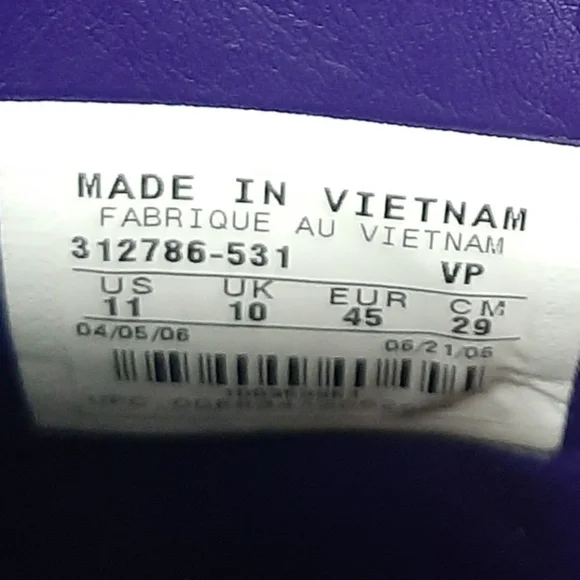 MADE IN VIETNAM
FABRIQUE AU VIETNAM
312786-531 VP
US UK EUR CM
11 10 45 29
04/05/06 06/21/06
UPC